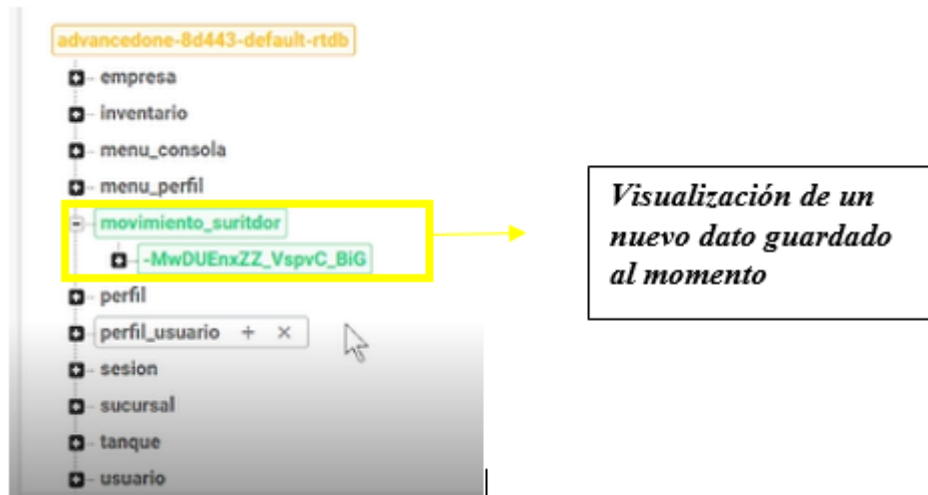 advancedone-8d443-default-rtdb
empresa
inventario
menu_consola
menu_perfil
movimiento_suritdor
-MwDUEnxZZ_VspvC_BiG
perfil
perfil_usuario + ×
sesion
sucursal
tanque
usuario
Visualización de un
nuevo dato guardado
al momento